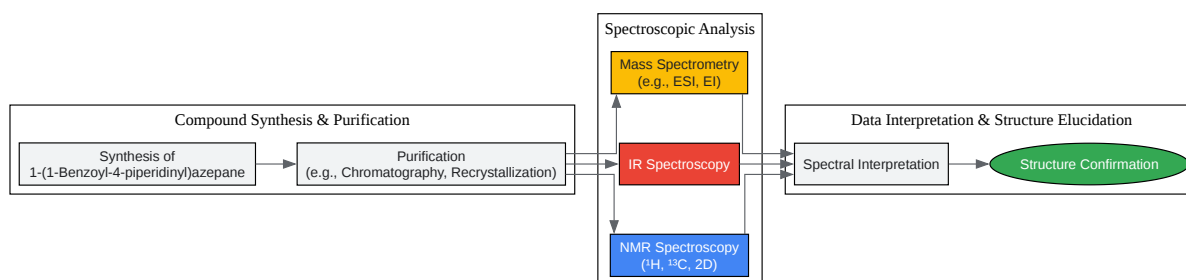 Compound Synthesis & Purification
Synthesis of
1-(1-Benzoyl-4-piperidinyl)azepane
Purification
(e.g., Chromatography, Recrystallization)
Spectroscopic Analysis
Mass Spectrometry
(e.g., ESI, EI)
IR Spectroscopy
NMR Spectroscopy
(¹H, ¹³C, 2D)
Data Interpretation & Structure Elucidation
Spectral Interpretation
Structure Confirmation